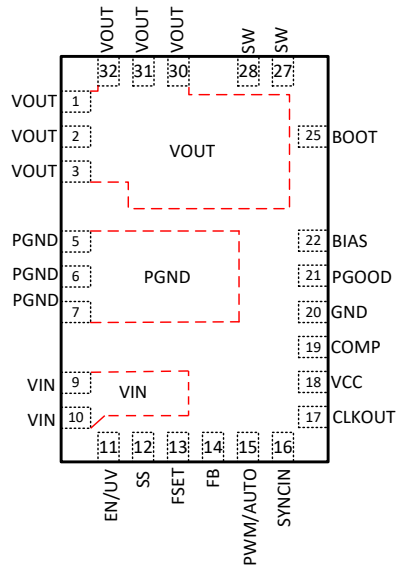 VOUT VOUT VOUT SW SW
32 31 30 28 27
VOUT 1
VOUT 2
VOUT 3
VOUT
25 BOOT
PGND 5
PGND 6
PGND 7
PGND
22 BIAS
21 PGOOD
20 GND
19 COMP
18 VCC
17 CLKOUT
VIN 9
VIN 10
VIN
11 12 13 14 15 16
EN/UV SS FSET FB PWM/AUTO SYNCIN